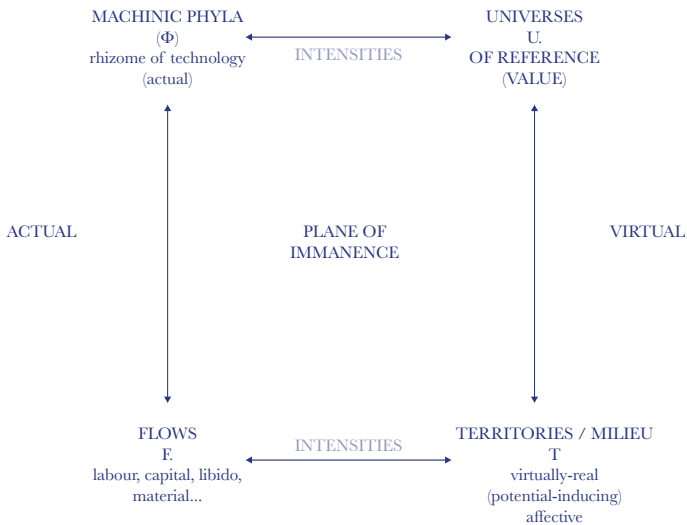 MACHINIC PHYLA
(Φ)
rhizome of technology
(actual)
INTENSITIES
UNIVERSES
U.
OF REFERENCE
(VALUE)
ACTUAL
PLANE OF
IMMANENCE
VIRTUAL
FLOWS
F.
labour, capital, libido,
material...
INTENSITIES
TERRITORIES / MILIEU
T
virtually-real
(potential-inducing)
affective